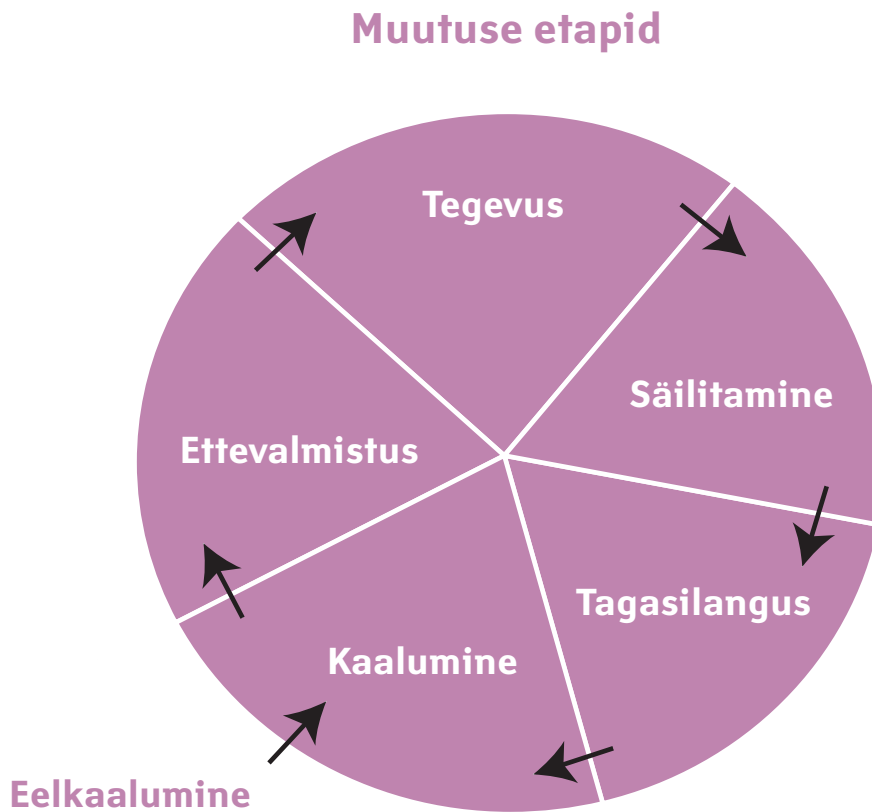 Muutuse etapid
Tegevus
Säilitamine
Ettevalmistus
Tagasilangus
Kaalumine
Eelkaalumine